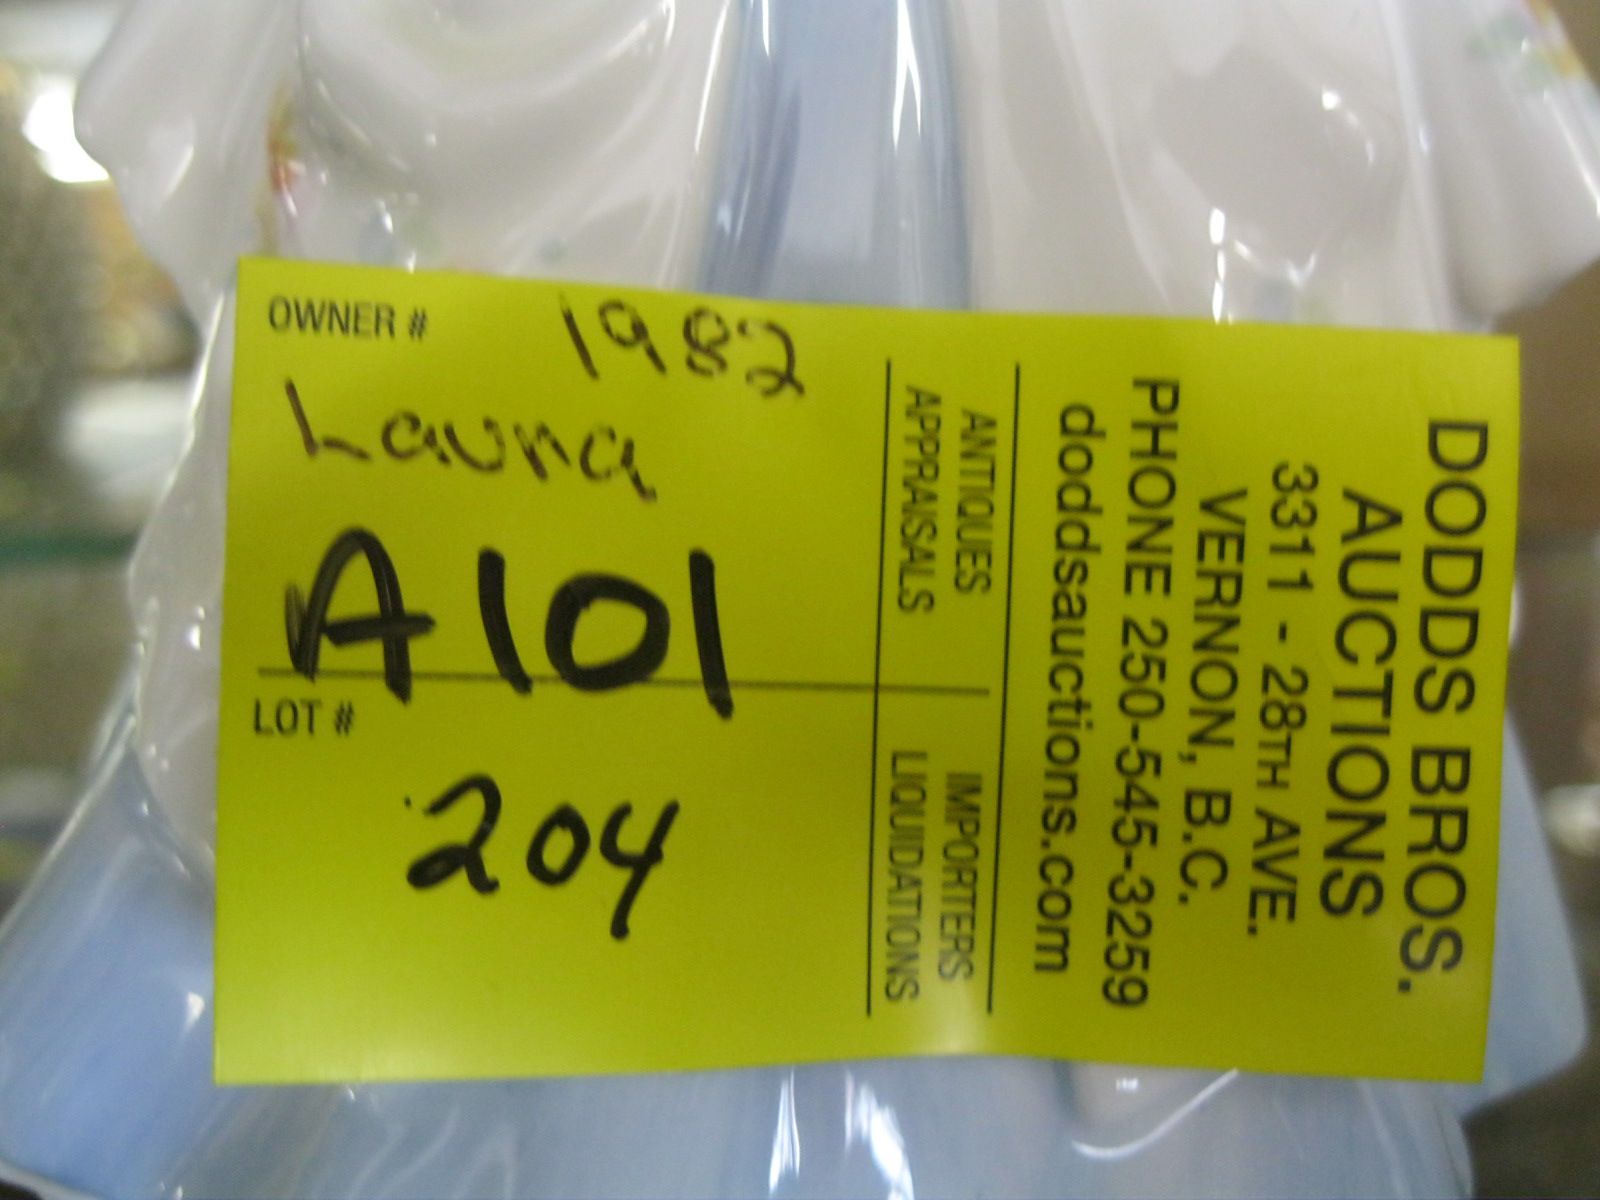 DODDS BROS.
AUCTIONS
3311 - 28TH AVE.
VERNON, B.C.
PHONE 250-545-3259
doddsauctions.com
ANTIQUES IMPORTERS
APPRAISALS LIQUIDATIONS
OWNER # 1982
Laura
A101
LOT #
204